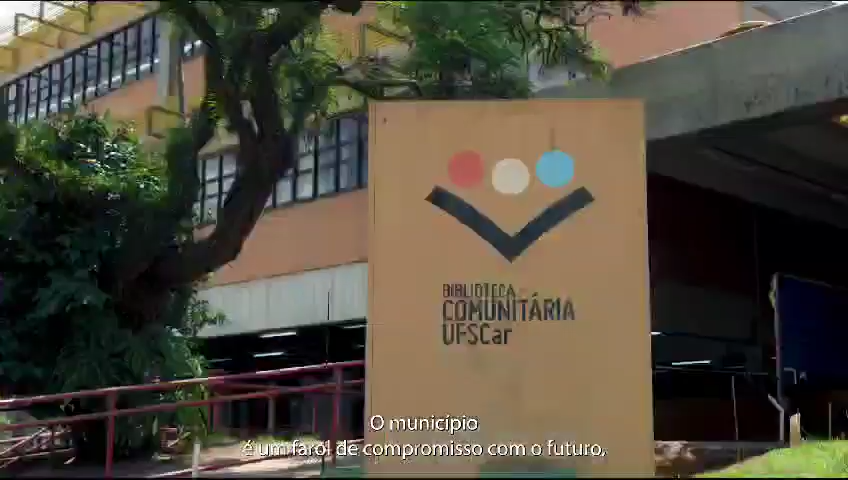 BIBLIOTECA
COMUNITÁRIA
UFSCar
O município
é um farol de compromisso com o futuro,